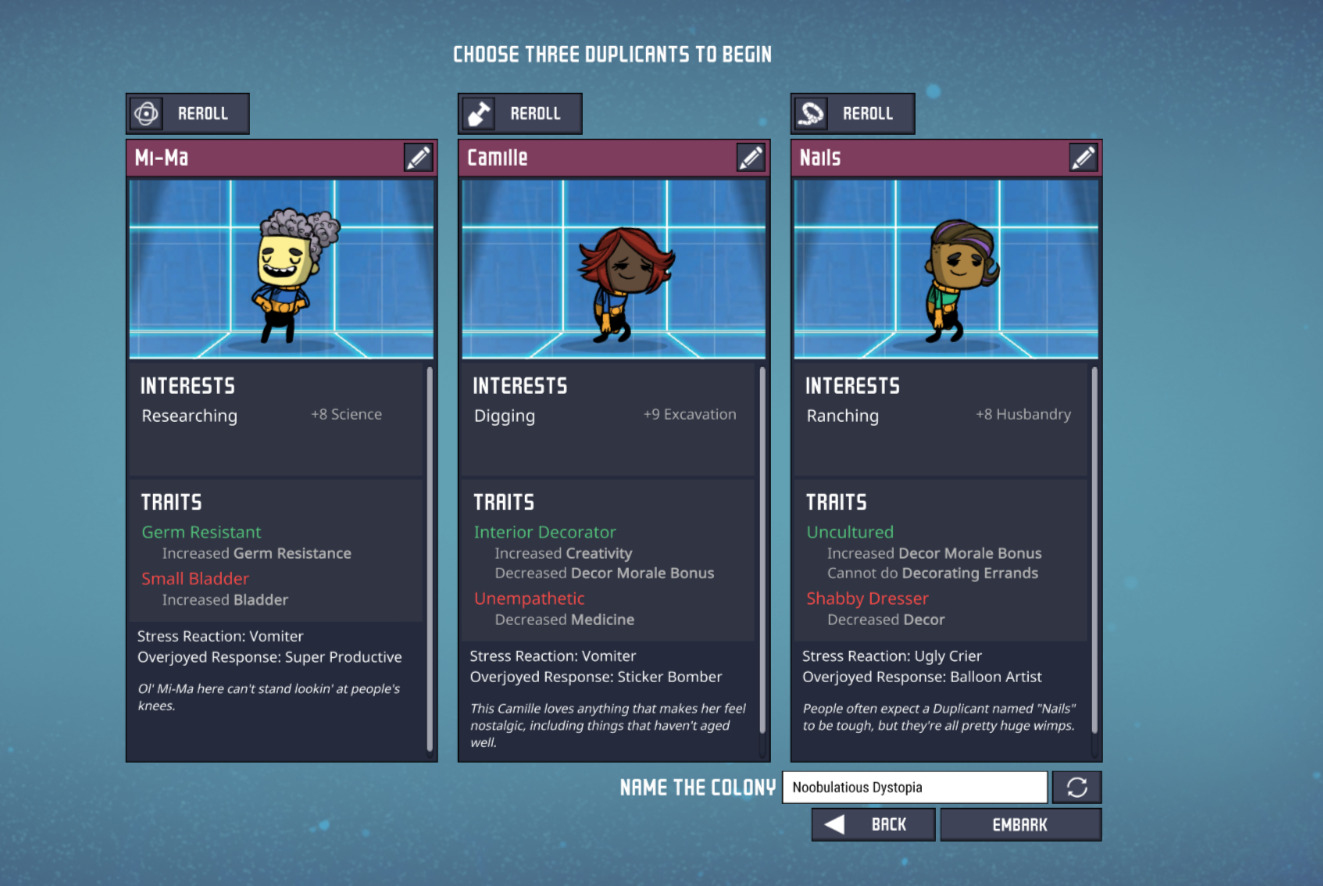 CHOOSE THREE DUPLICANTS TO BEGIN
REROLL
Mi-Ma
INTERESTS
Researching +8 Science
TRAITS
Germ Resistant
Increased Germ Resistance
Small Bladder
Increased Bladder
Stress Reaction: Vomiter
Overjoyed Response: Super Productive
Ol' Mi-Ma here can't stand lookin' at people's
knees.
REROLL
Camille
INTERESTS
Digging +9 Excavation
TRAITS
Interior Decorator
Increased Creativity
Decreased Decor Morale Bonus
Unempathetic
Decreased Medicine
Stress Reaction: Vomiter
Overjoyed Response: Sticker Bomber
This Camille loves anything that makes her feel
nostalgic, including things that haven't aged
well.
REROLL
Nails
INTERESTS
Ranching +8 Husbandry
TRAITS
Uncultured
Increased Decor Morale Bonus
Cannot do Decorating Errands
Shabby Dresser
Decreased Decor
Stress Reaction: Ugly Crier
Overjoyed Response: Balloon Artist
People often expect a Duplicant named "Nails"
to be tough, but they're all pretty huge wimps.
NAME THE COLONY Noobulatious Dystopia
BACK EMBARK